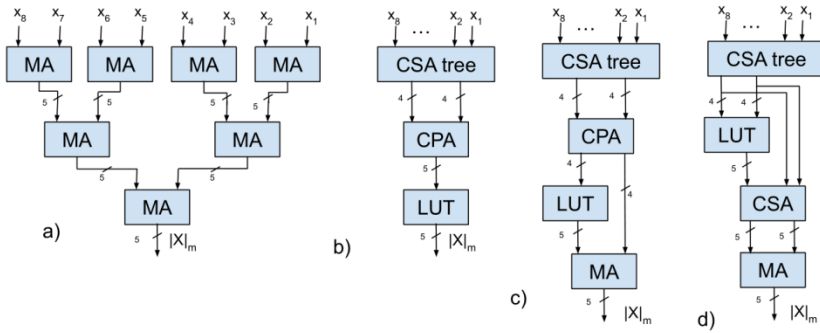 x₈ x₇ x₆ x₅ x₄ x₃ x₂ x₁
MA MA MA MA
5 5 5 5
MA MA
5 5
MA
5 |X|ₘ
a)
x₈ ... x₂ x₁
CSA tree
4 4
CPA
5
LUT
5 |X|ₘ
b)
x₈ ... x₂ x₁
CSA tree
4 4
CPA
4 4
LUT
5
MA
5 |X|ₘ
c)
x₈ ... x₂ x₁
CSA tree
4 4
LUT
5
CSA
5 5
MA
5 |X|ₘ
d)